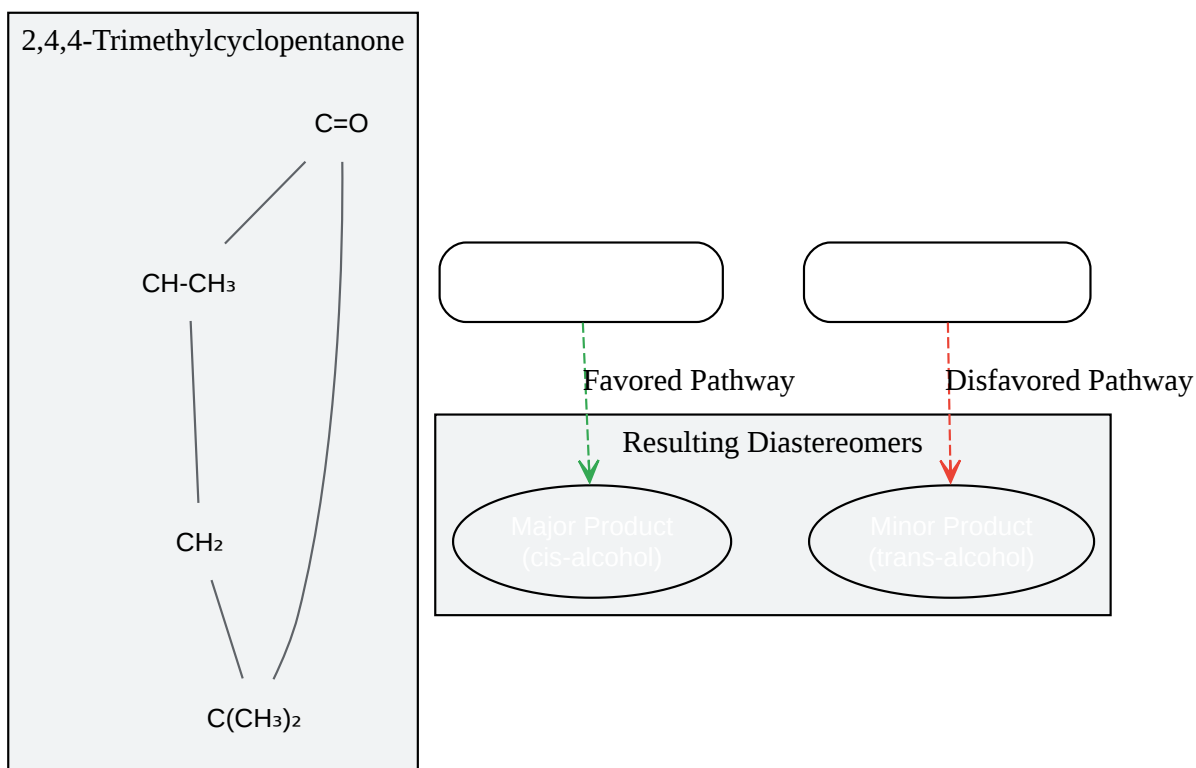 2,4,4-Trimethylcyclopentanone
C=O
CH-CH₃
CH₂
C(CH₃)₂
Favored Pathway
Disfavored Pathway
Resulting Diastereomers
Major Product
(cis-alcohol)
Minor Product
(trans-alcohol)